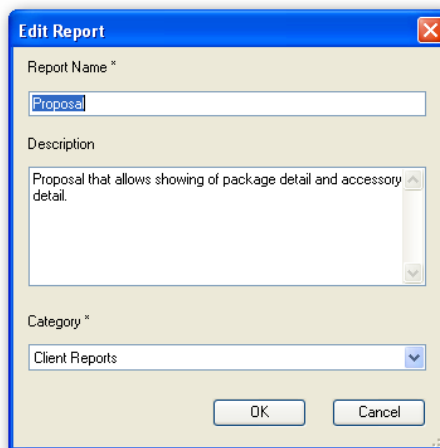 Edit Report
Report Name *
Proposal
Description
Proposal that allows showing of package detail and accessory
detail.
Category *
Client Reports
OK
Cancel